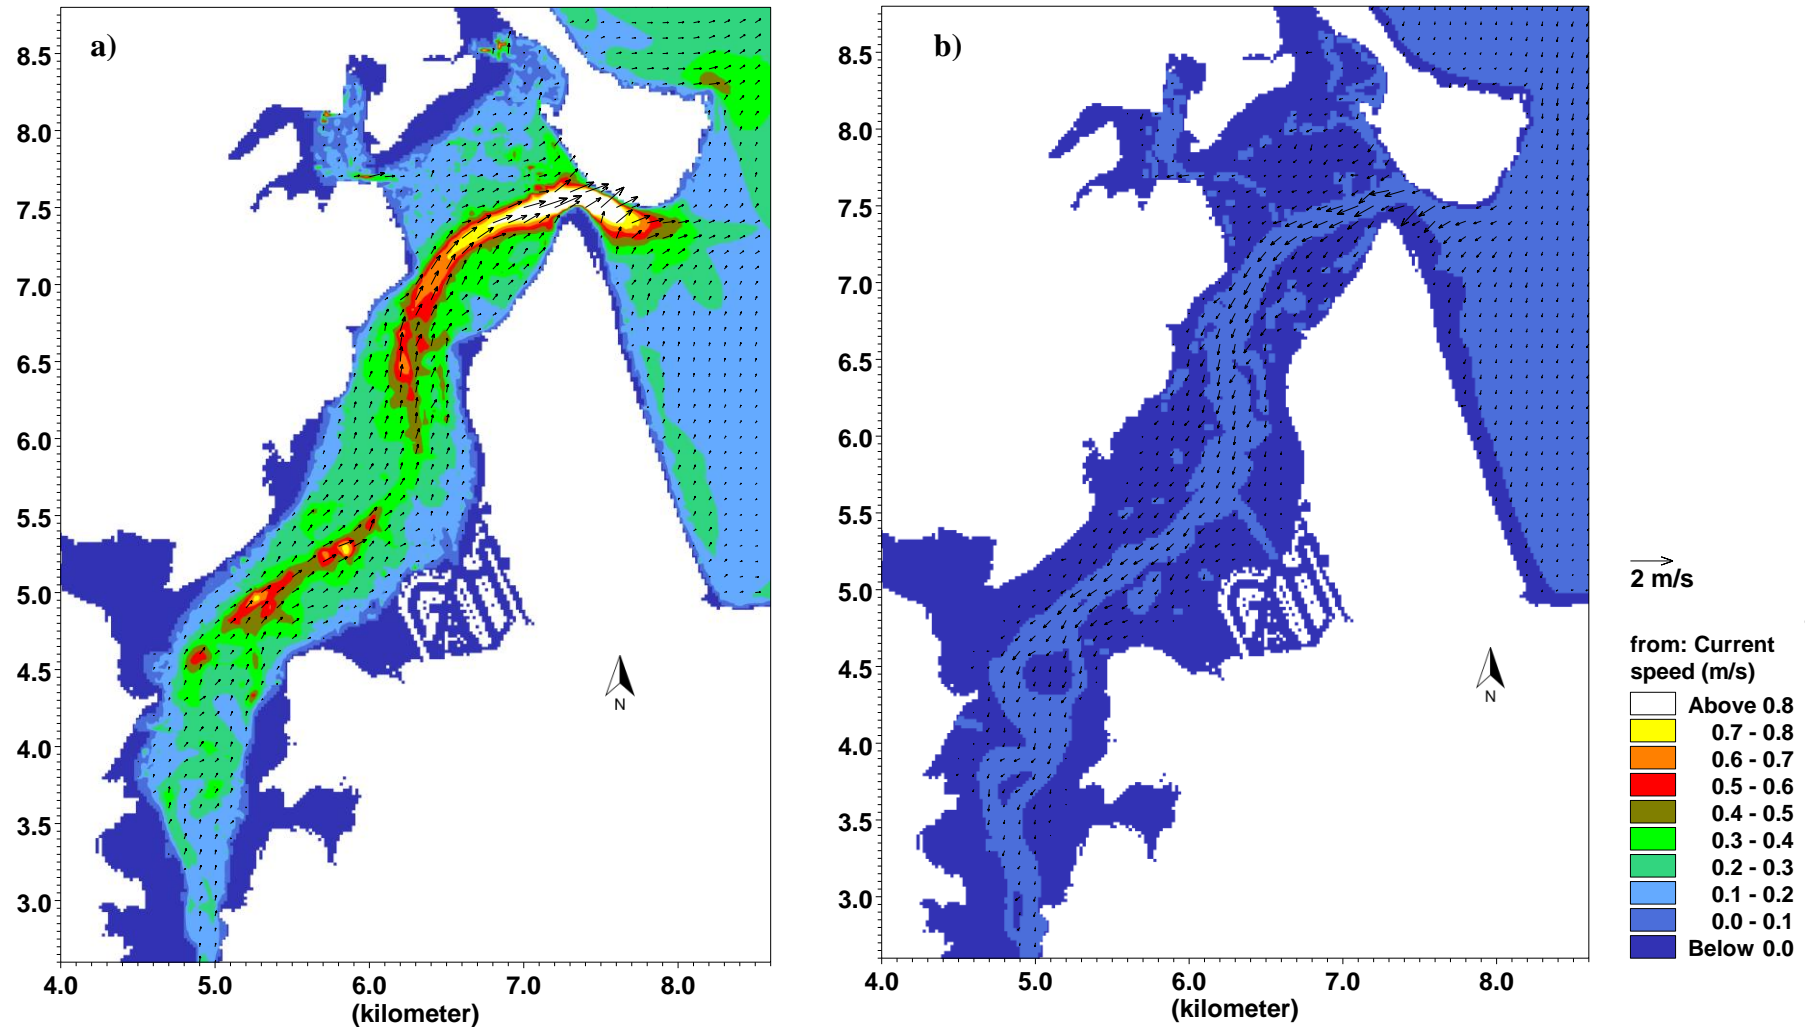 a)
8.5
8.0
7.5
7.0
6.5
6.0
5.5
5.0
4.5
4.0
3.5
3.0
4.0 5.0 6.0 7.0 8.0
(kilometer)
N
b)
8.5
8.0
7.5
7.0
6.5
6.0
5.5
5.0
4.5
4.0
3.5
3.0
4.0 5.0 6.0 7.0 8.0
(kilometer)
N
2 m/s
from: Current
speed (m/s)
Above 0.8
0.7 - 0.8
0.6 - 0.7
0.5 - 0.6
0.4 - 0.5
0.3 - 0.4
0.2 - 0.3
0.1 - 0.2
0.0 - 0.1
Below 0.0